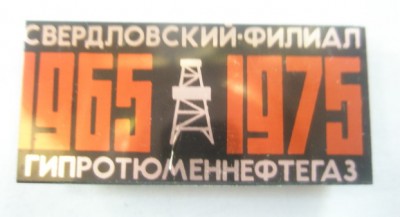 СВЕРДЛОВСКИЙ·ФИЛИАЛ
1965 1975
ГИПРОТЮМЕННЕФТЕГАЗ